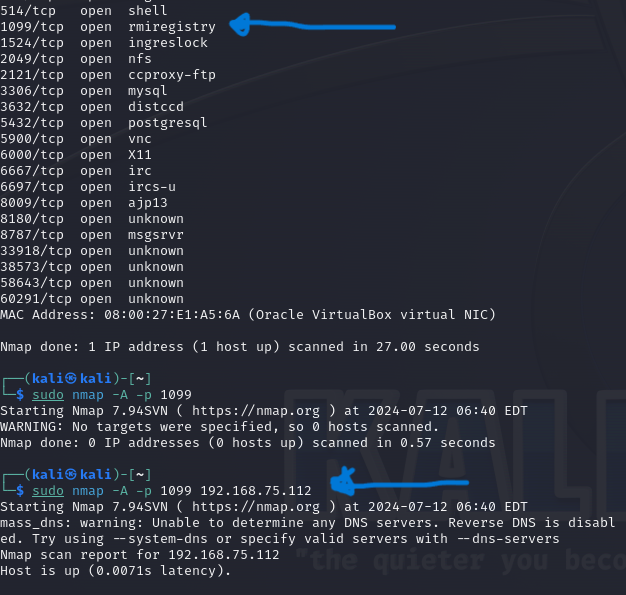 514/tcp   open  shell
1099/tcp  open  rmiregistry
1524/tcp  open  ingreslock
2049/tcp  open  nfs
2121/tcp  open  ccproxy-ftp
3306/tcp  open  mysql
3632/tcp  open  distccd
5432/tcp  open  postgresql
5900/tcp  open  vnc
6000/tcp  open  X11
6667/tcp  open  irc
6697/tcp  open  ircs-u
8009/tcp  open  ajp13
8180/tcp  open  unknown
8787/tcp  open  msgsrvr
33918/tcp open  unknown
38573/tcp open  unknown
58643/tcp open  unknown
60291/tcp open  unknown
MAC Address: 08:00:27:E1:A5:6A (Oracle VirtualBox virtual NIC)
Nmap done: 1 IP address (1 host up) scanned in 27.00 seconds
┌──(kali㉿kali)-[~]
└─$ sudo nmap -A -p 1099
Starting Nmap 7.94SVN ( https://nmap.org ) at 2024-07-12 06:40 EDT
WARNING: No targets were specified, so 0 hosts scanned.
Nmap done: 0 IP addresses (0 hosts up) scanned in 0.57 seconds
┌──(kali㉿kali)-[~]
└─$ sudo nmap -A -p 1099 192.168.75.112
Starting Nmap 7.94SVN ( https://nmap.org ) at 2024-07-12 06:40 EDT
mass_dns: warning: Unable to determine any DNS servers. Reverse DNS is disabl
ed. Try using --system-dns or specify valid servers with --dns-servers
Nmap scan report for 192.168.75.112
Host is up (0.0071s latency).
KALI
"the quieter you beco